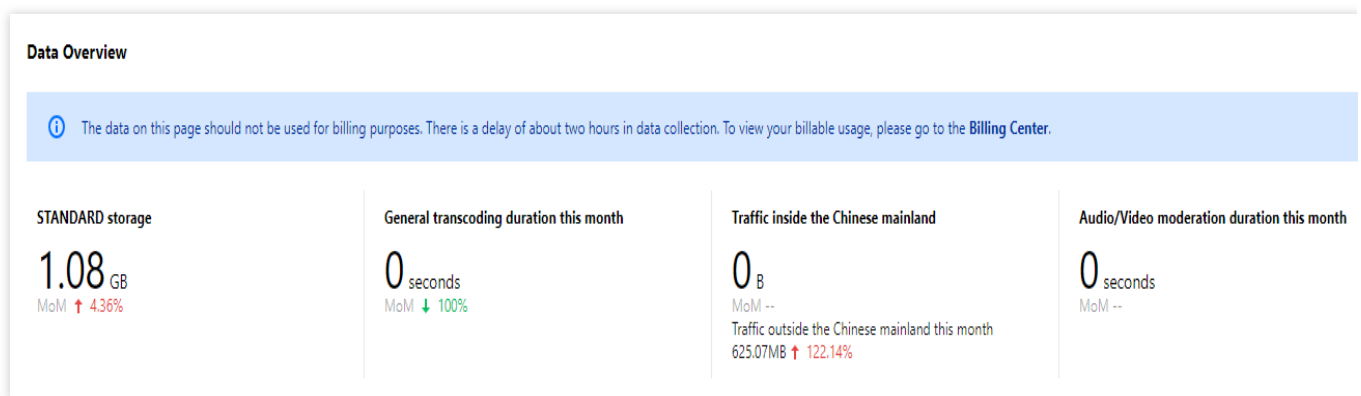 Data Overview
The data on this page should not be used for billing purposes. There is a delay of about two hours in data collection. To view your billable usage, please go to the Billing Center.
STANDARD storage
1.08 GB
MoM ↑ 4.36%
General transcoding duration this month
0 seconds
MoM ↓ 100%
Traffic inside the Chinese mainland
0 B
MoM --
Traffic outside the Chinese mainland this month
625.07MB ↑ 122.14%
Audio/Video moderation duration this month
0 seconds
MoM --